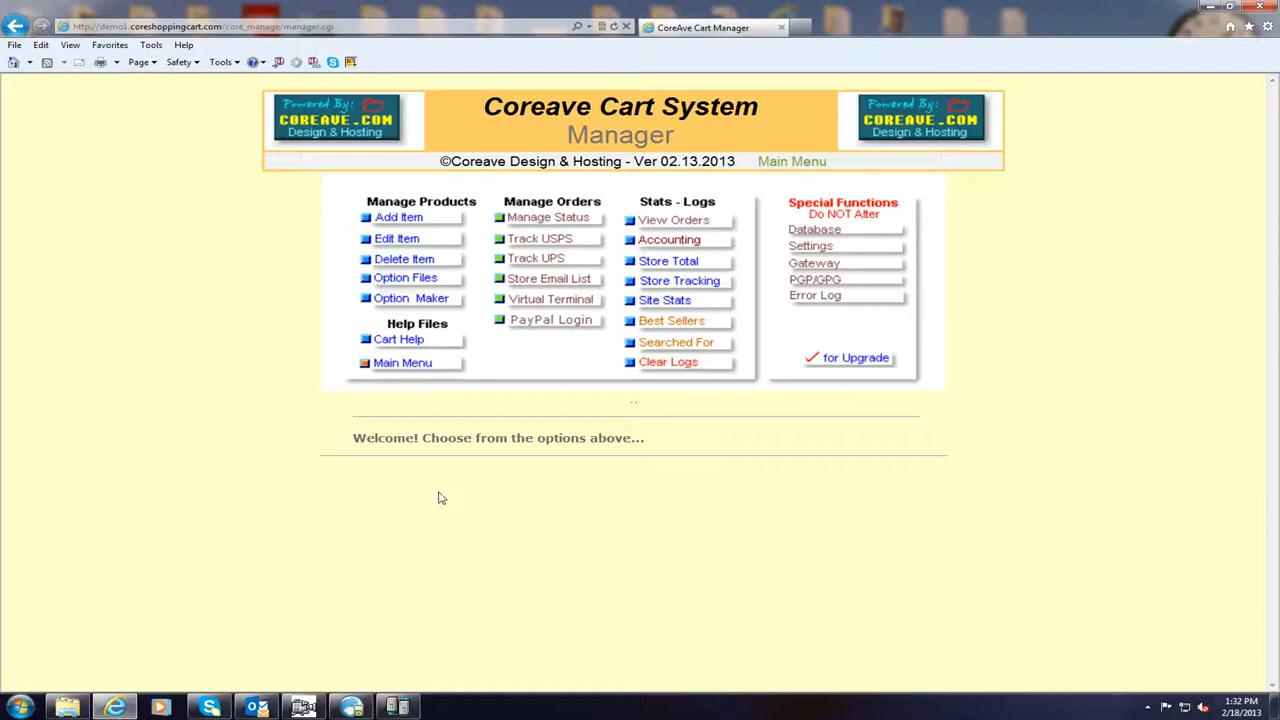 http://demo1.coreshoppingcart.com/core_manage/manager.cgi
CoreAve Cart Manager
File Edit View Favorites Tools Help
Page Safety Tools
Powered By:
COREAVE.COM
Design & Hosting
Coreave Cart System
Manager
Powered By:
COREAVE.COM
Design & Hosting
©Coreave Design & Hosting - Ver 02.13.2013 Main Menu
Manage Products
Add Item
Edit Item
Delete Item
Option Files
Option Maker
Help Files
Cart Help
Main Menu
Manage Orders
Manage Status
Track USPS
Track UPS
Store Email List
Virtual Terminal
PayPal Login
Stats - Logs
View Orders
Accounting
Store Total
Store Tracking
Site Stats
Best Sellers
Searched For
Clear Logs
Special Functions
Do NOT Alter
Database
Settings
Gateway
PGP/GPG
Error Log
for Upgrade
..
Welcome! Choose from the options above...
1:32 PM
2/18/2013